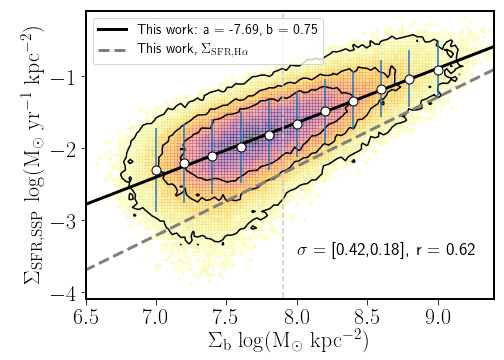 This work: a = -7.69, b = 0.75
This work, Σ_SFR,Hα
Σ_SFR,SSP log(M_⊙ yr⁻¹ kpc⁻²)
−1
−2
−3
−4
σ = [0.42,0.18], r = 0.62
6.5 7.0 7.5 8.0 8.5 9.0
Σ_b log(M_⊙ kpc⁻²)